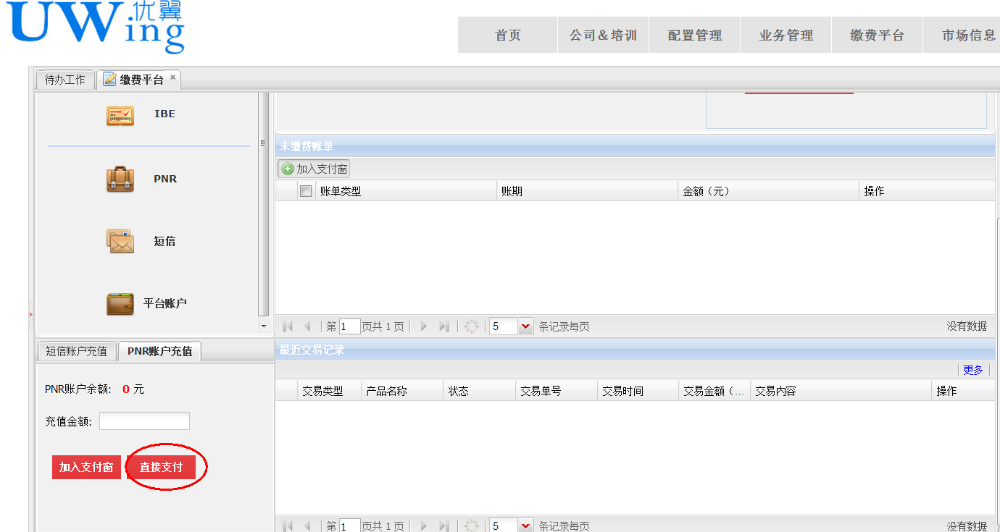 UWing优翼
首页 公司&培训 配置管理 业务管理 缴费平台 市场信息
待办工作 缴费平台
IBE
PNR
短信
平台账户
未缴费账单
加入支付窗
账单类型 账期 金额（元） 操作
第 1 页共 1 页 5 条记录每页 没有数据
短信账户充值 PNR账户充值
PNR账户余额: 0 元
充值金额:
加入支付窗 直接支付
最近交易记录
更多
交易类型 产品名称 状态 交易单号 交易时间 交易金额（... 交易内容 操作
第 1 页共 1 页 5 条记录每页 没有数据